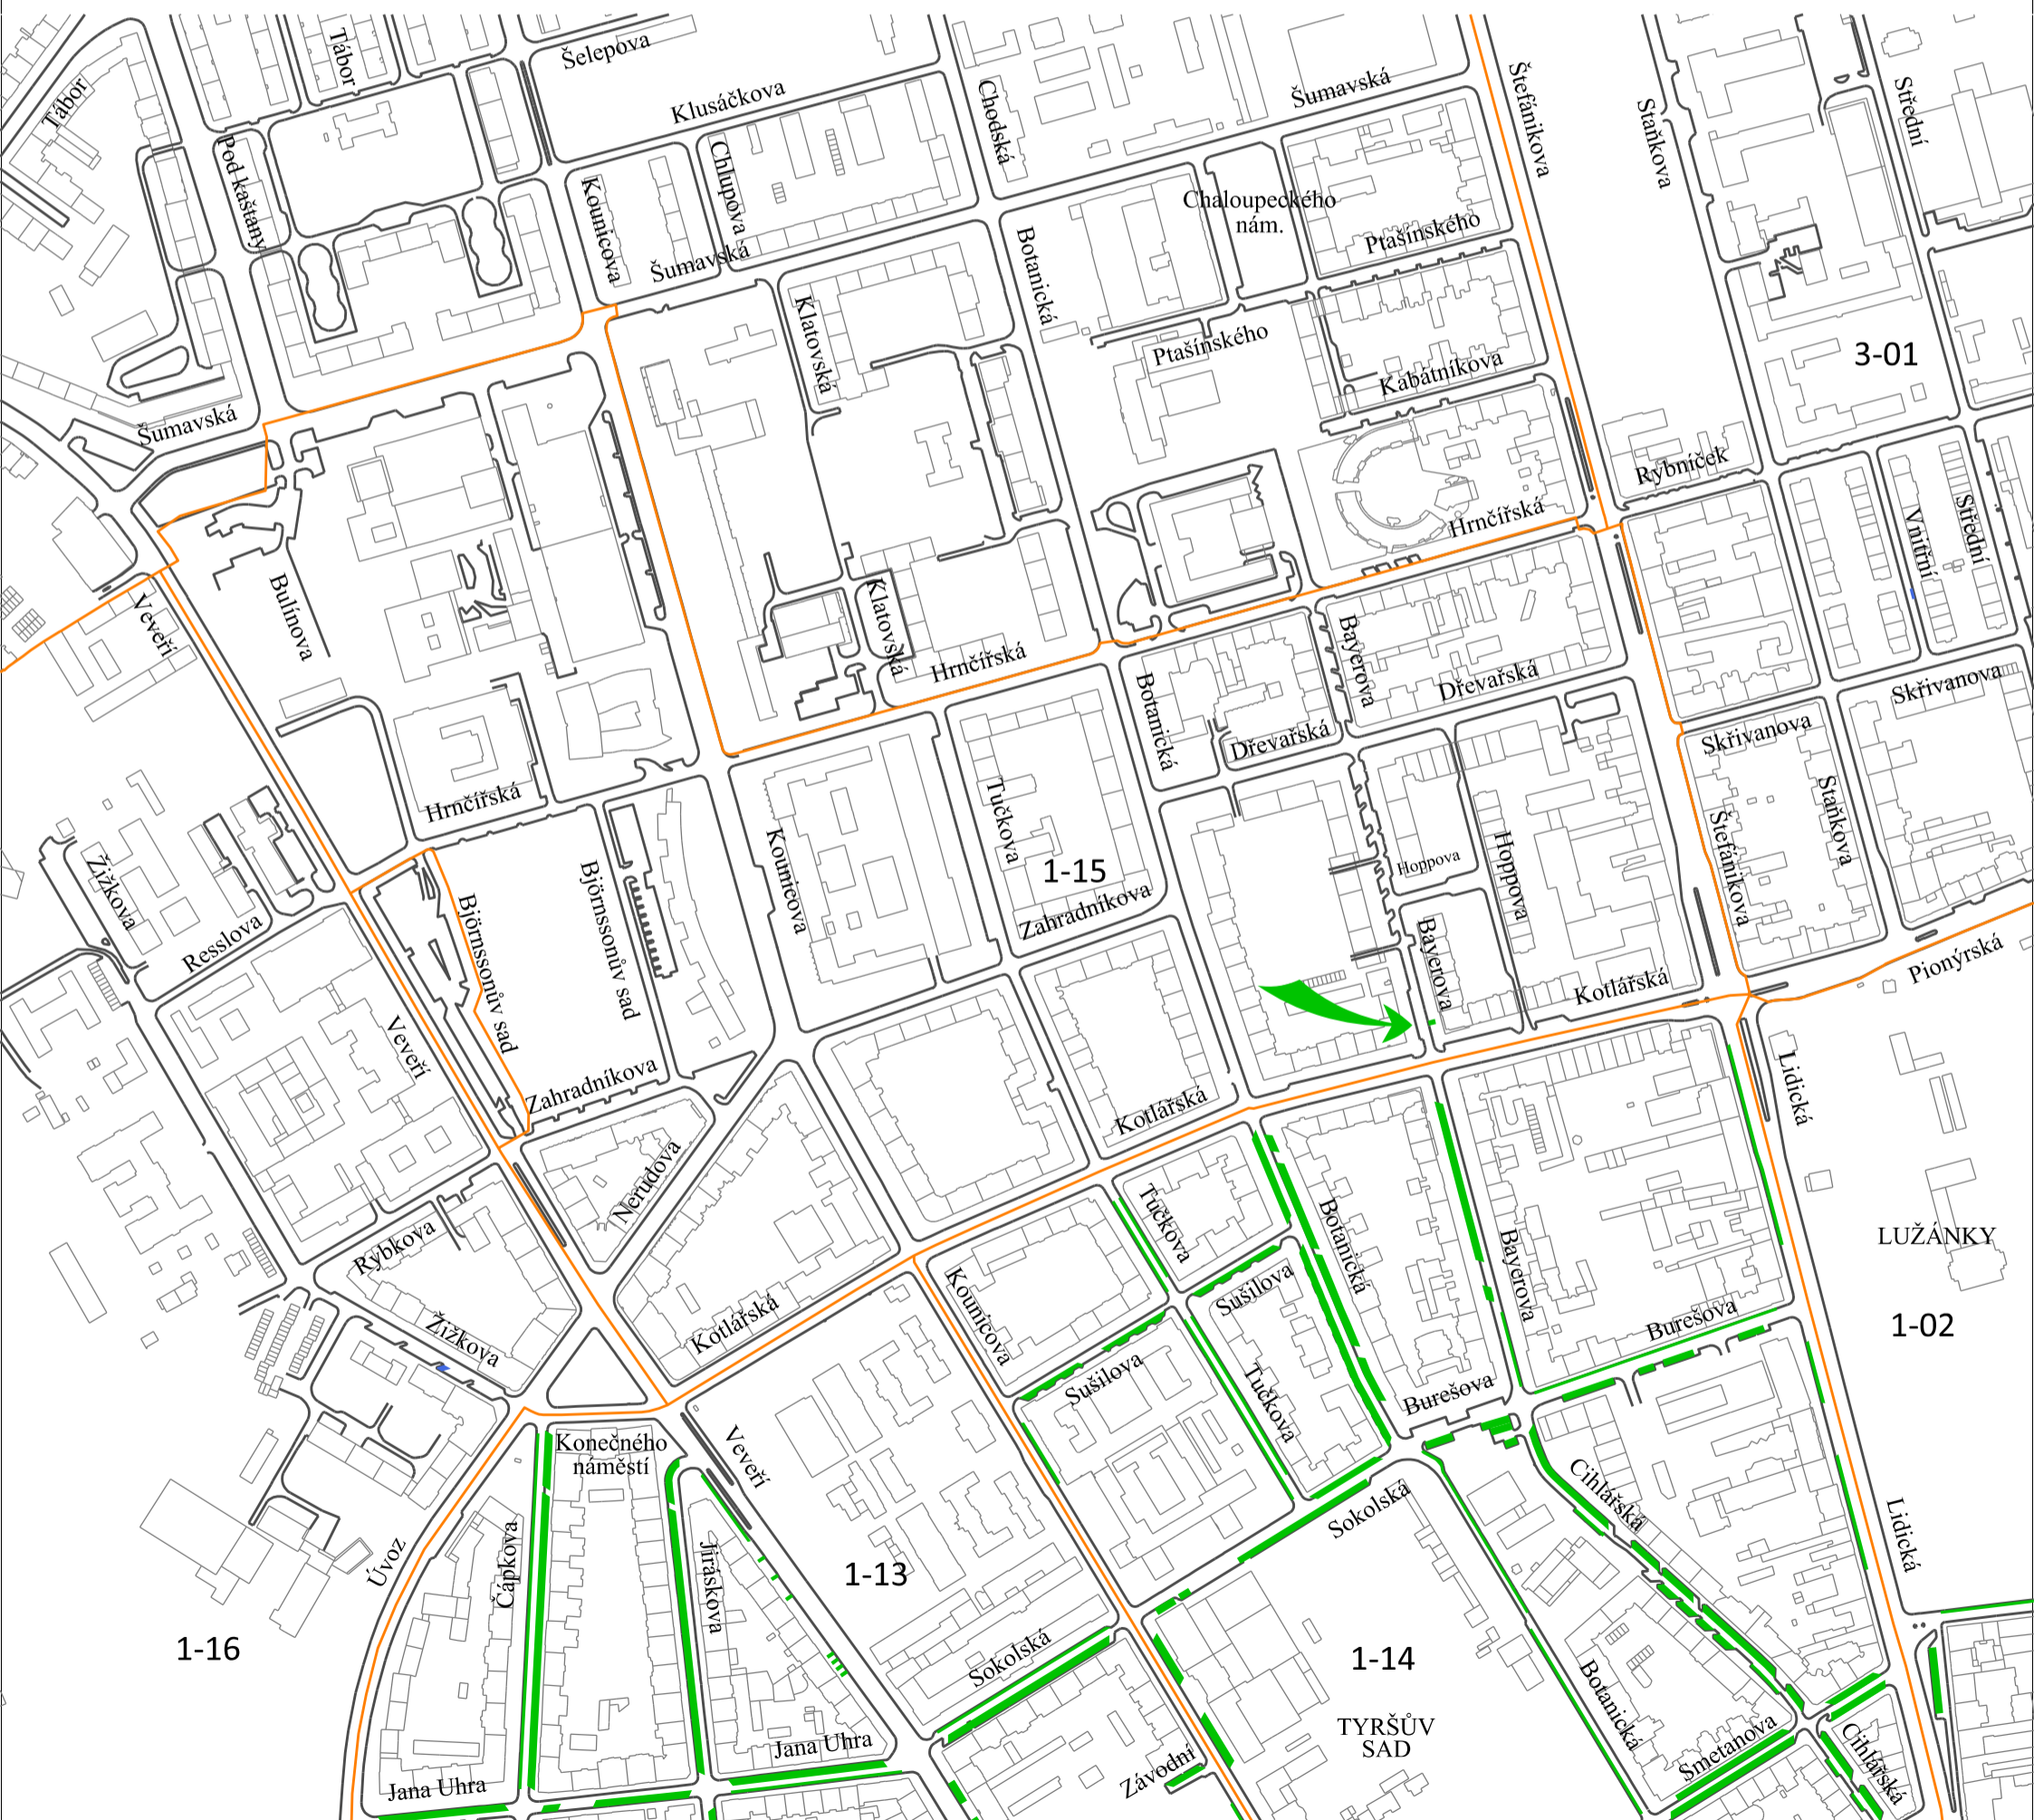 Šelepova
Tábor
Tábor
Klusáčkova
Štefánikova
Šumavská
Střední
Chodská
Staňkova
Pod kaštany
Chlupova
Kounicova
Chaloupeckého
nám.
Ptašínského
Šumavská
Botanická
Klatovská
Ptašínského
Kabátníkova
3-01
Šumavská
Rybníček
Hrnčířská
Vnitřní
Střední
Bulínova
Veveří
Klatovská
Hrnčířská
Bayerova
Botanická
Dřevařská
Skřivanova
Dřevařská
Skřivanova
Hrnčířská
Tučkova
Kounicova
Staňkova
Štefánikova
Hoppova
Hoppova
1-15
Žižkova
Resslova
Björnssonův sad
Björnsonův sad
Zahradníkova
Bayerova
Pionýrská
Kotlářská
Veveří
Zahradníkova
Kotlářská
Lidická
Nerudova
Tučkova
Botanická
LUŽÁNKY
Rybkova
Sušilova
Bayerova
Kounicova
Žižkova
Kotlářská
Burešova
1-02
Sušilova
Tučkova
Burešova
Konečného
náměstí
Veveří
Cihlářská
Sokolská
Lidická
Úvoz
Čápkova
Jiráskova
1-13
1-16
Sokolská
1-14
Botanická
TYRŠŮV
SAD
Jana Uhra
Závodní
Smetanova
Cihlářská
Jana Uhra